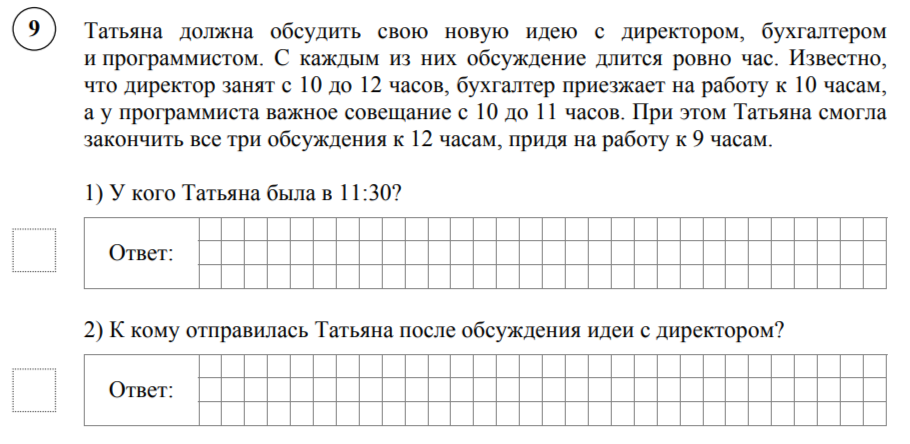 9
Татьяна должна обсудить свою новую идею с директором, бухгалтером
и программистом. С каждым из них обсуждение длится ровно час. Известно,
что директор занят с 10 до 12 часов, бухгалтер приезжает на работу к 10 часам,
а у программиста важное совещание с 10 до 11 часов. При этом Татьяна смогла
закончить все три обсуждения к 12 часам, придя на работу к 9 часам.
1) У кого Татьяна была в 11:30?
Ответ:
2) К кому отправилась Татьяна после обсуждения идеи с директором?
Ответ: